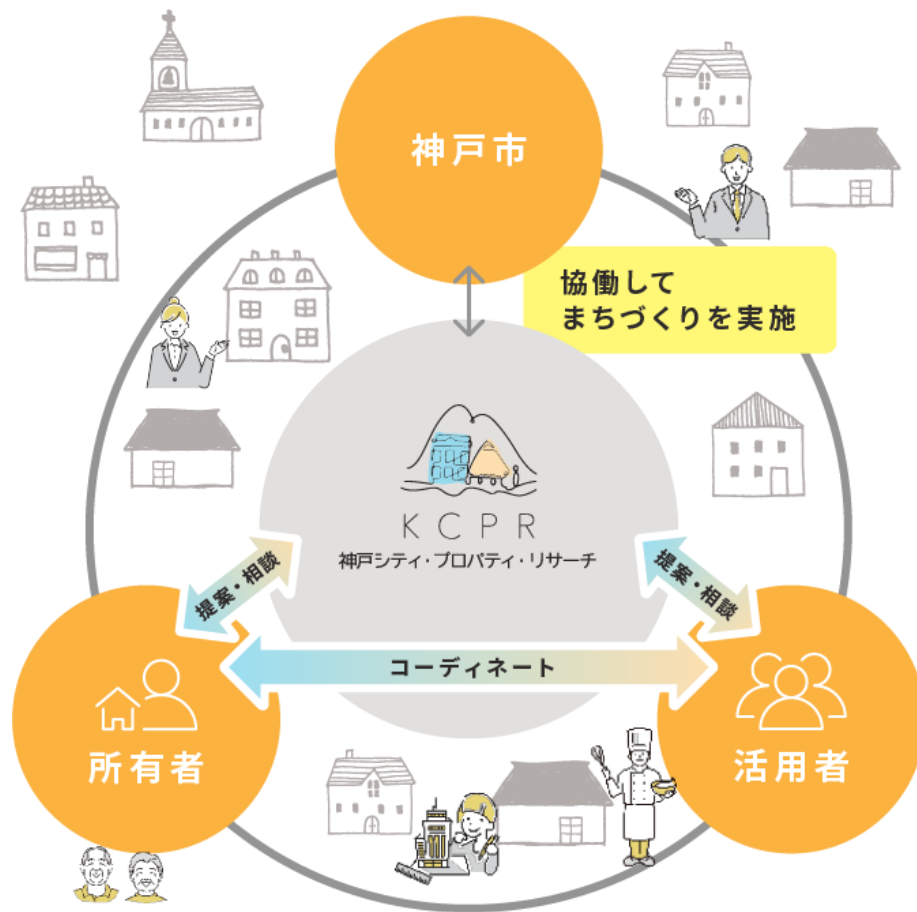 神戸市
協働して
まちづくりを実施
KCPR
神戸シティ・プロパティ・リサーチ
提案・相談
提案・相談
コーディネート
所有者
活用者